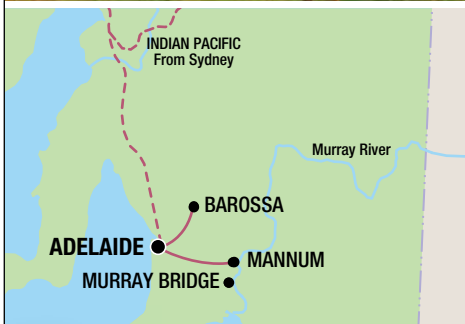 INDIAN PACIFIC
From Sydney
Murray River
BAROSSA
ADELAIDE
MANNUM
MURRAY BRIDGE